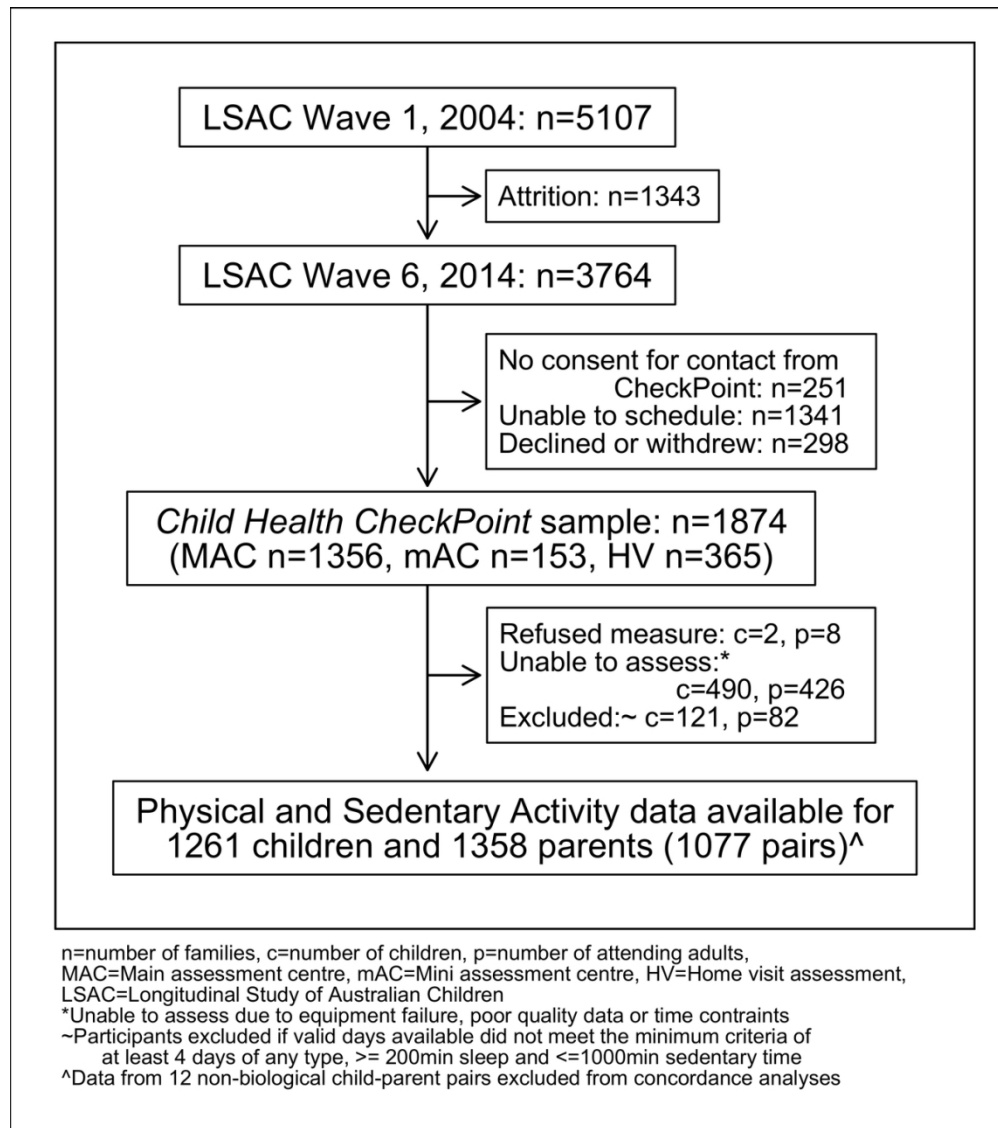 LSAC Wave 1, 2004: n=5107
Attrition: n=1343
LSAC Wave 6, 2014: n=3764
No consent for contact from
CheckPoint: n=251
Unable to schedule: n=1341
Declined or withdrew: n=298
Child Health CheckPoint sample: n=1874
(MAC n=1356, mAC n=153, HV n=365)
Refused measure: c=2, p=8
Unable to assess:*
c=490, p=426
Excluded:~ c=121, p=82
Physical and Sedentary Activity data available for
1261 children and 1358 parents (1077 pairs)^
n=number of families, c=number of children, p=number of attending adults,
MAC=Main assessment centre, mAC=Mini assessment centre, HV=Home visit assessment,
LSAC=Longitudinal Study of Australian Children
*Unable to assess due to equipment failure, poor quality data or time contraints
~Participants excluded if valid days available did not meet the minimum criteria of
at least 4 days of any type, >= 200min sleep and <=1000min sedentary time
^Data from 12 non-biological child-parent pairs excluded from concordance analyses